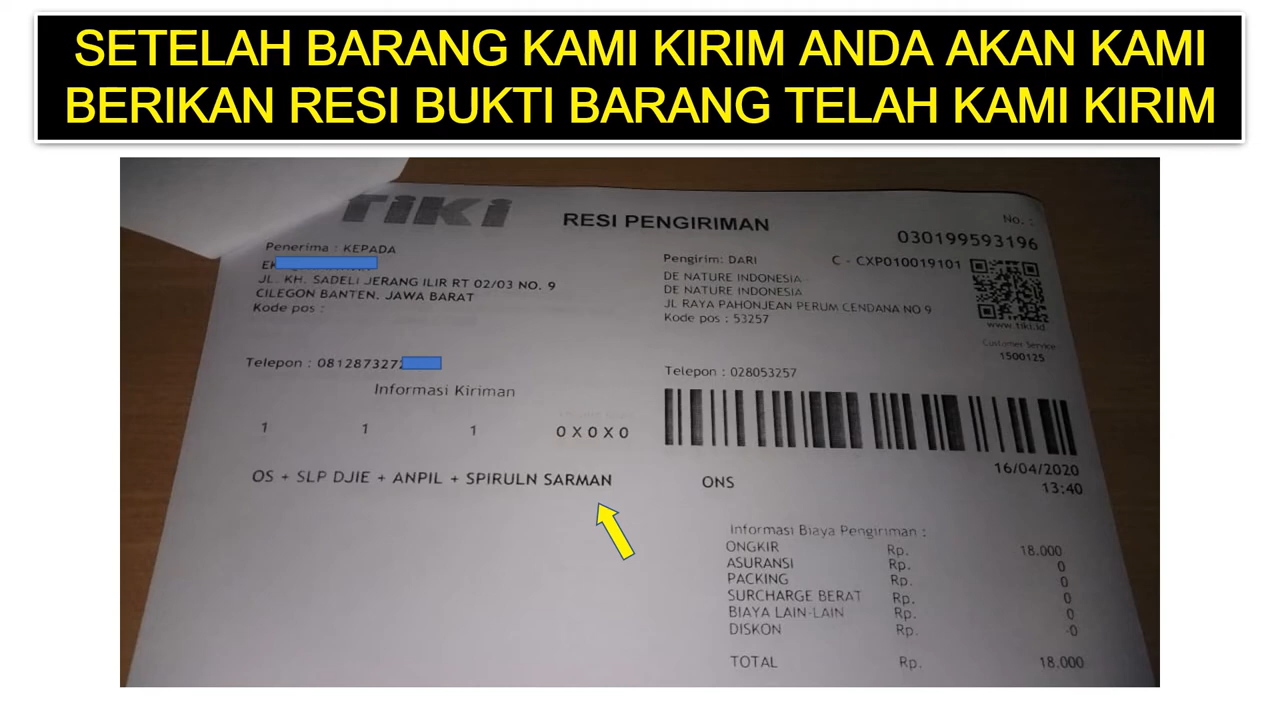 SETELAH BARANG KAMI KIRIM ANDA AKAN KAMI
BERIKAN RESI BUKTI BARANG TELAH KAMI KIRIM
TiKi
RESI PENGIRIMAN
No. :
030199593196
Penerima : KEPADA
JL. KH. SADELI JERANG ILIR RT 02/03 NO. 9
CILEGON BANTEN. JAWA BARAT
Kode pos :
Telepon : 081287327
Pengirim: DARI
C - CXP010019101
DE NATURE INDONESIA
DE NATURE INDONESIA
JL RAYA PAHONJEAN PERUM CENDANA NO 9
Kode pos : 53257
www.tiki.id
Customer Service
1500125
Telepon : 028053257
Informasi Kiriman
1 1 1 0 X 0 X 0
OS + SLP DJIE + ANPIL + SPIRULN SARMAN
16/04/2020
13:40
ONS
Informasi Biaya Pengiriman :
ONGKIR Rp. 18.000
ASURANSI Rp. 0
PACKING Rp. 0
SURCHARGE BERAT Rp. 0
BIAYA LAIN-LAIN Rp. 0
DISKON Rp. -0
TOTAL Rp. 18.000